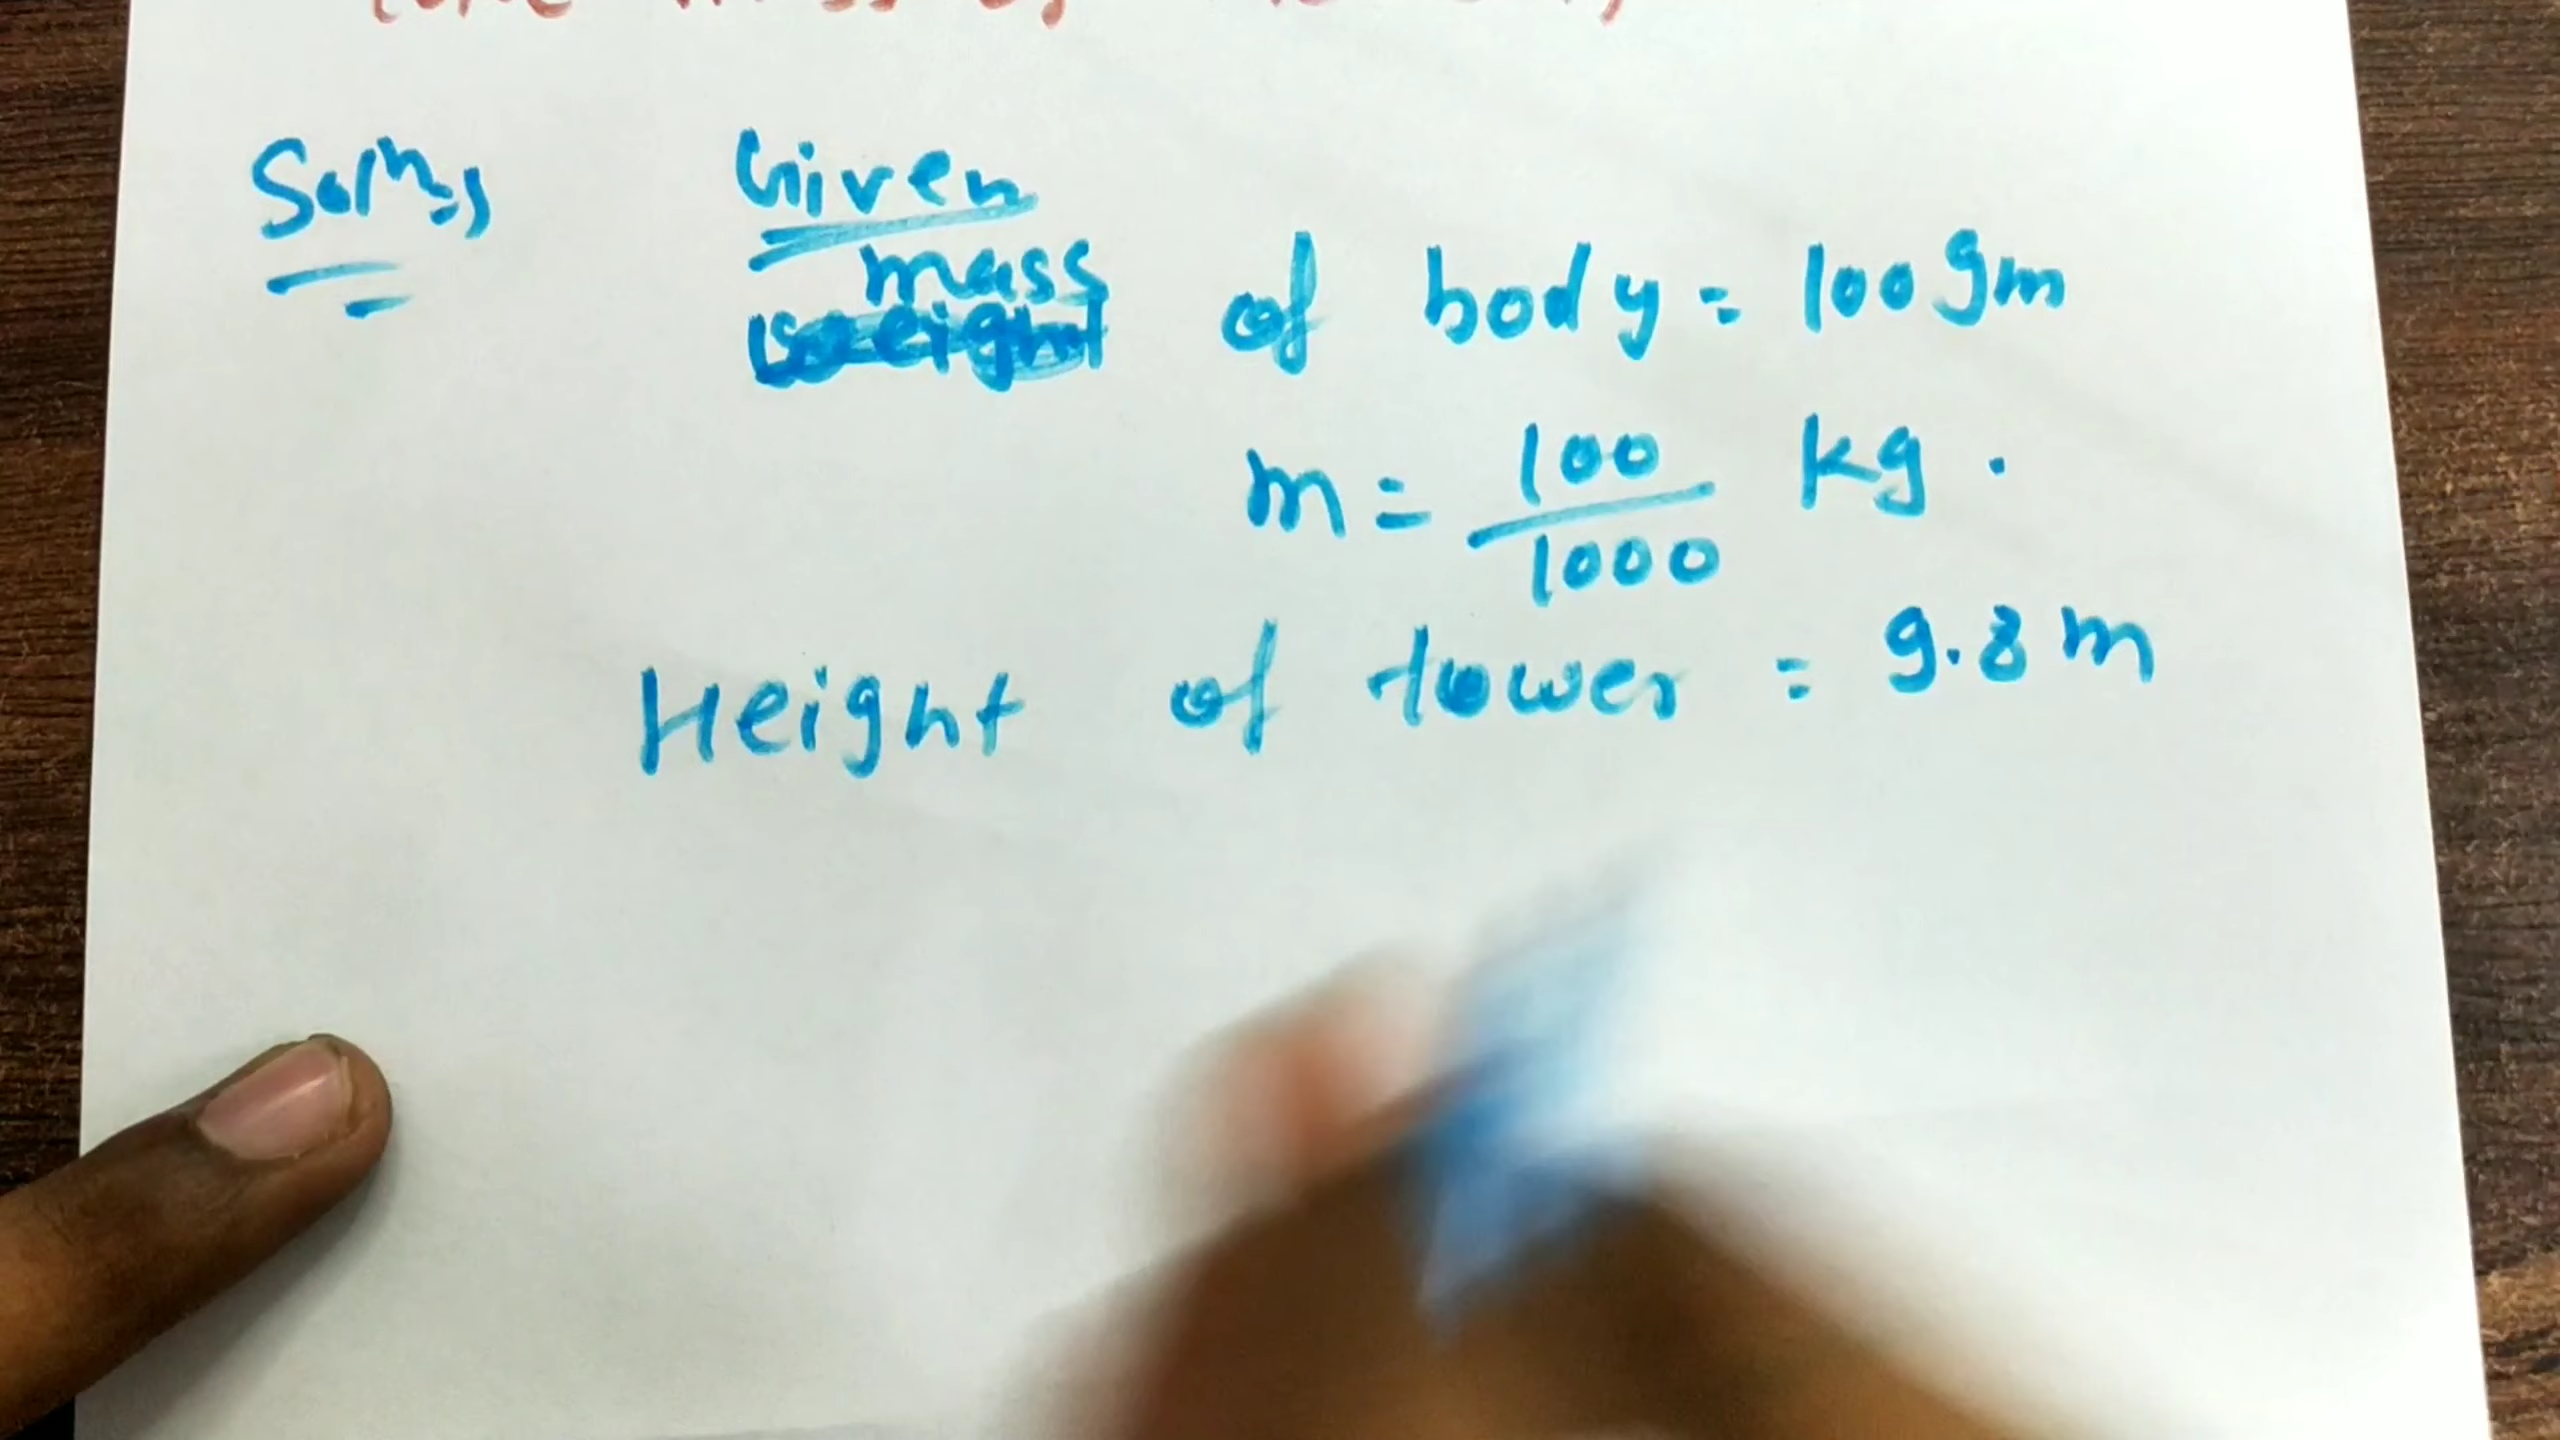 Soln,
Given
mass
weight of body = 100 gm
m = 100/1000 kg.
Height of tower = 9.8 m